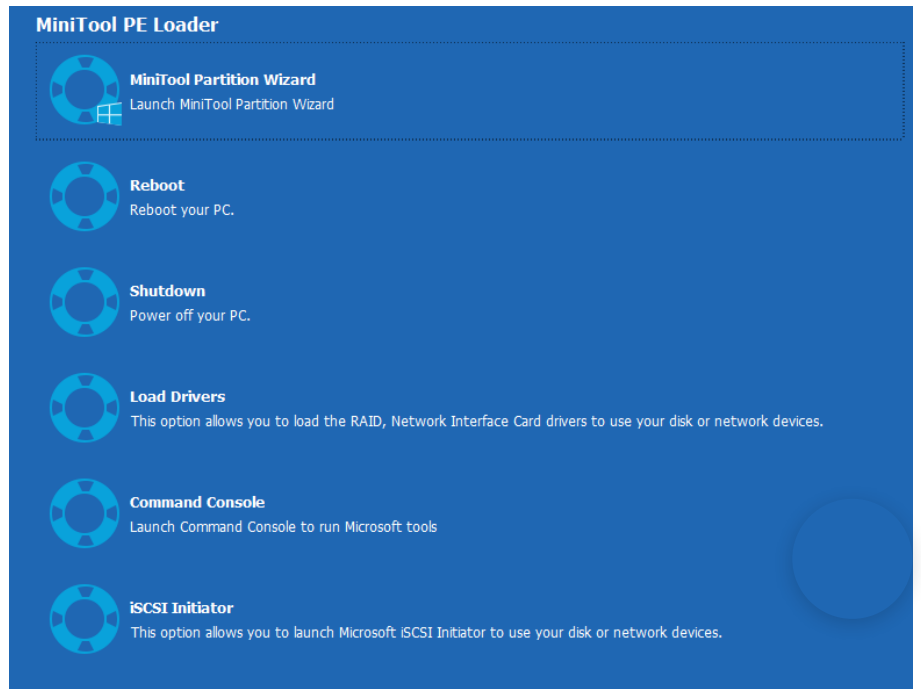 MiniTool PE Loader
MiniTool Partition Wizard
Launch MiniTool Partition Wizard
Reboot
Reboot your PC.
Shutdown
Power off your PC.
Load Drivers
This option allows you to load the RAID, Network Interface Card drivers to use your disk or network devices.
Command Console
Launch Command Console to run Microsoft tools
iSCSI Initiator
This option allows you to launch Microsoft iSCSI Initiator to use your disk or network devices.